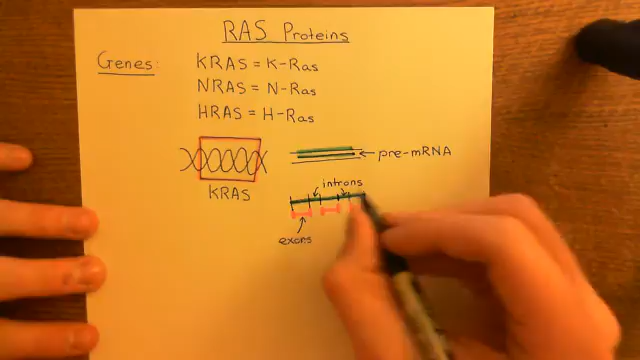 RAS Proteins
Genes:
KRAS = K-Ras
NRAS = N-Ras
HRAS = H-Ras
pre-mRNA
introns
KRAS
exons